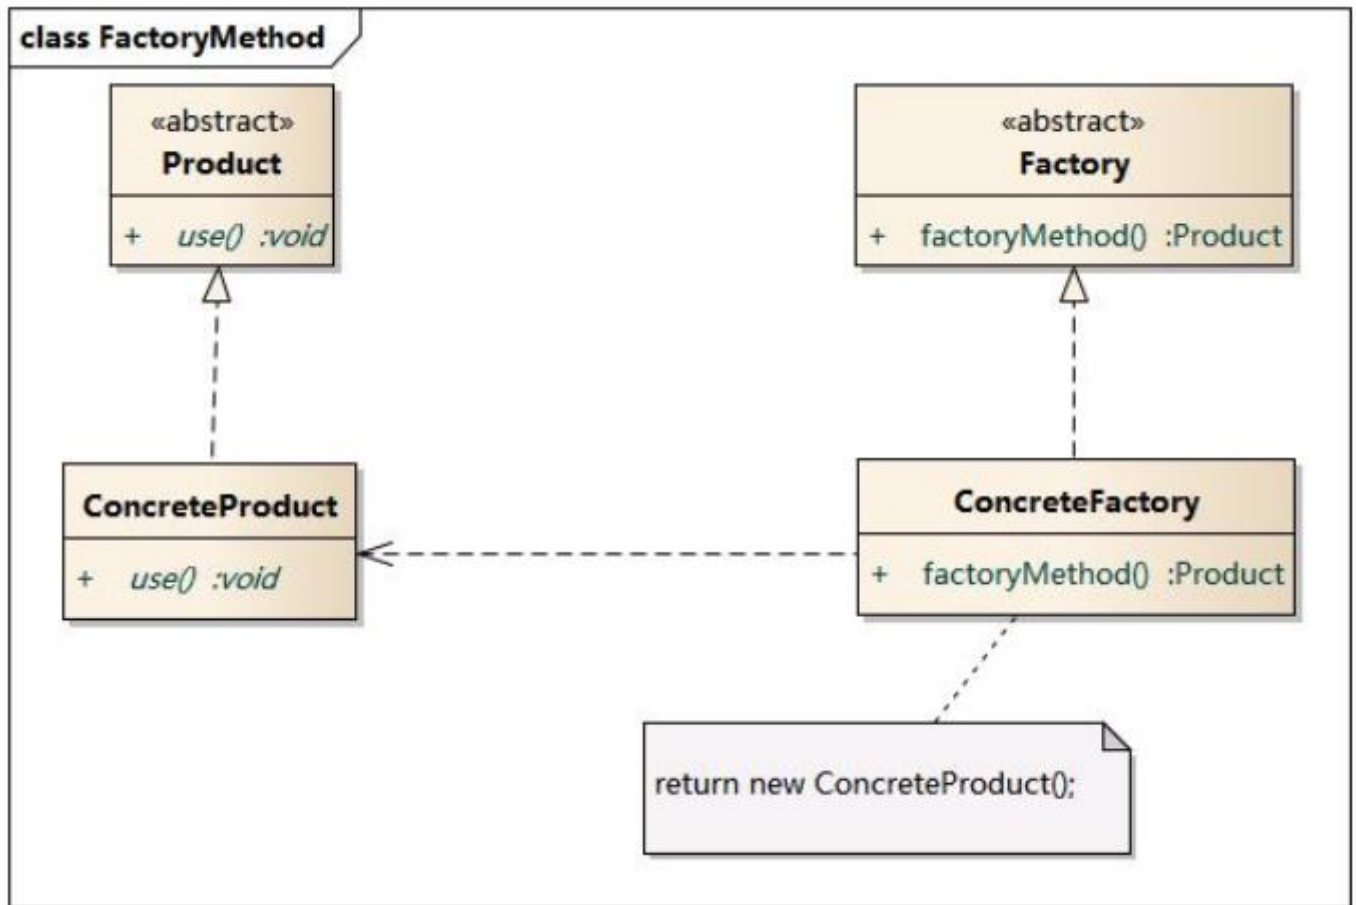 class FactoryMethod
«abstract»
Product
+ use() :void
«abstract»
Factory
+ factoryMethod() :Product
ConcreteProduct
+ use() :void
ConcreteFactory
+ factoryMethod() :Product
return new ConcreteProduct();